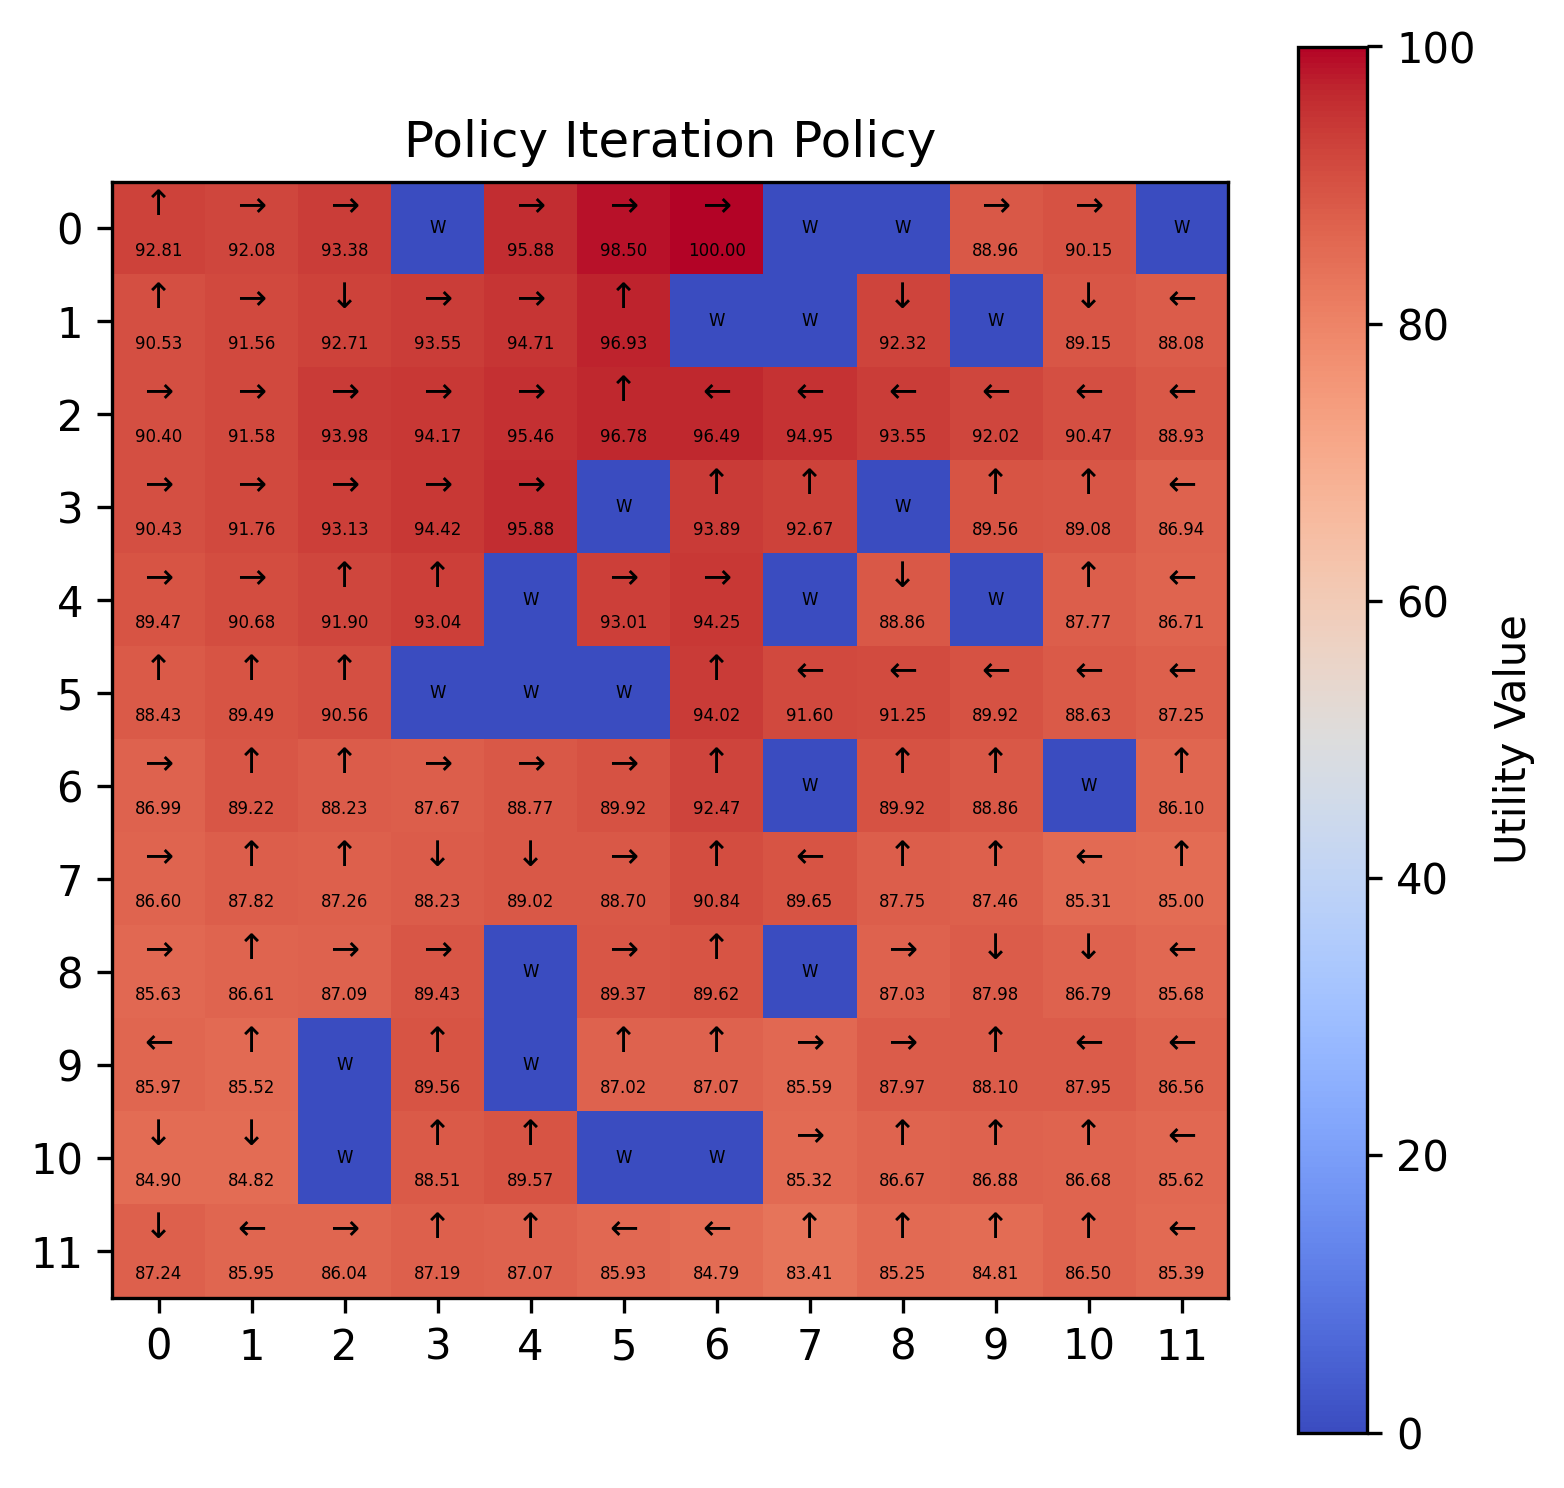 Policy Iteration Policy
100
80
60
40
20
0
Utility Value
0 ↑ → → W → → → W W → → W
92.81 92.08 93.38 95.88 98.50 100.00 88.96 90.15
1 ↑ → ↓ → → ↑ W W ↓ W ↓ ←
90.53 91.56 92.71 93.55 94.71 96.93 92.32 89.15 88.08
2 → → → → → ↑ ← ← ← ← ← ←
90.40 91.58 93.98 94.17 95.46 96.78 96.49 94.95 93.55 92.02 90.47 88.93
3 → → → → → W ↑ ↑ W ↑ ↑ ←
90.43 91.76 93.13 94.42 95.88 93.89 92.67 89.56 89.08 86.94
4 → → ↑ ↑ W → → W ↓ W ↑ ←
89.47 90.68 91.90 93.04 93.01 94.25 88.86 87.77 86.71
5 ↑ ↑ ↑ W W W ↑ ← ← ← ← ←
88.43 89.49 90.56 94.02 91.60 91.25 89.92 88.63 87.25
6 → ↑ ↑ → → → ↑ W ↑ ↑ W ↑
86.99 89.22 88.23 87.67 88.77 89.92 92.47 89.92 88.86 86.10
7 → ↑ ↑ ↓ ↓ → ↑ ← ↑ ↑ ← ↑
86.60 87.82 87.26 88.23 89.02 88.70 90.84 89.65 87.75 87.46 85.31 85.00
8 → ↑ → → W → ↑ W → ↓ ↓ ←
85.63 86.61 87.09 89.43 89.37 89.62 87.03 87.98 86.79 85.68
9 ← ↑ W ↑ W ↑ ↑ → → ↑ ← ←
85.97 85.52 89.56 87.02 87.07 85.59 87.97 88.10 87.95 86.56
10 ↓ ↓ W ↑ ↑ W W → ↑ ↑ ↑ ←
84.90 84.82 88.51 89.57 85.32 86.67 86.88 86.68 85.62
11 ↓ ← → ↑ ↑ ← ← ↑ ↑ ↑ ↑ ←
87.24 85.95 86.04 87.19 87.07 85.93 84.79 83.41 85.25 84.81 86.50 85.39
0 1 2 3 4 5 6 7 8 9 10 11